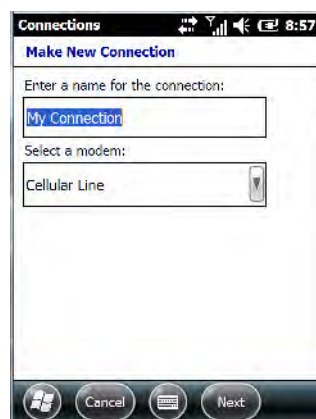 Connections 8:57
Make New Connection
Enter a name for the connection:
My Connection
Select a modem:
Cellular Line
Cancel Next